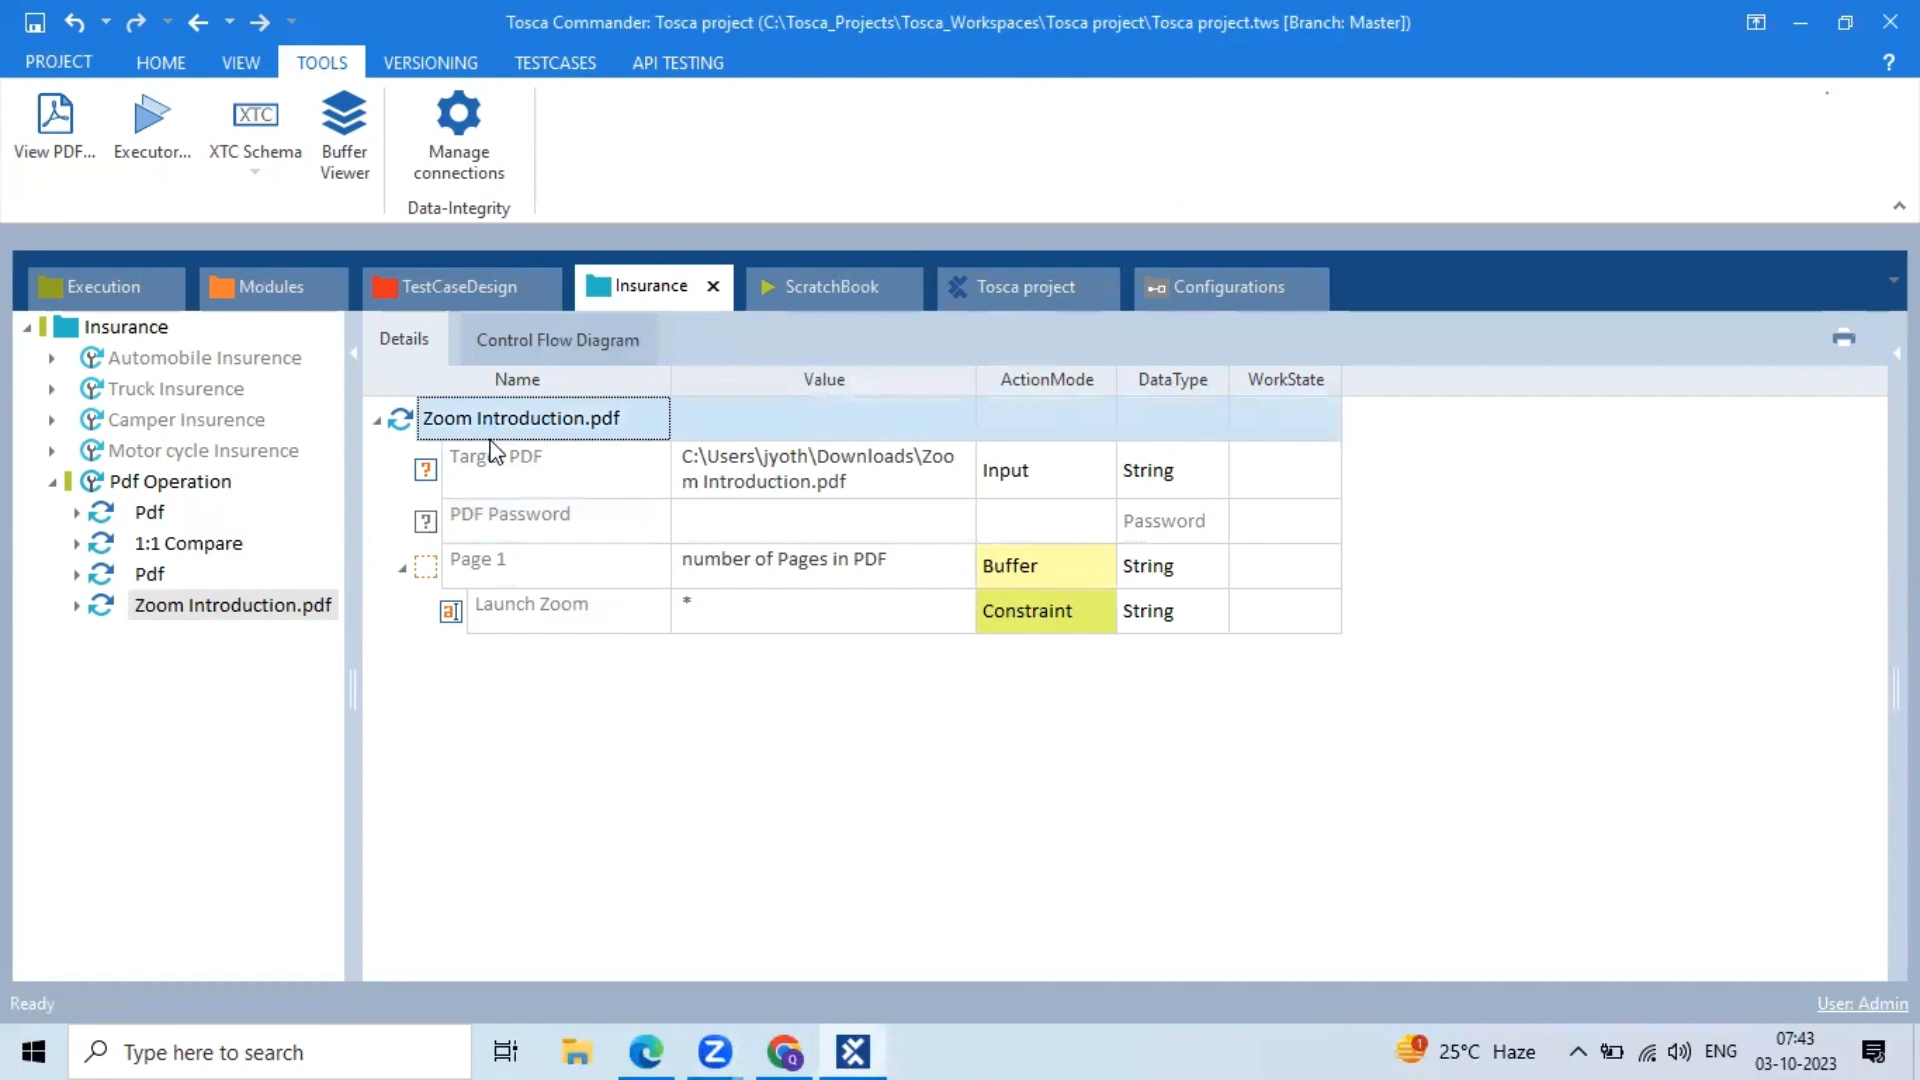 Tosca Commander: Tosca project (C:\Tosca_Projects\Tosca_Workspaces\Tosca project\Tosca project.tws [Branch: Master])
PROJECT HOME VIEW TOOLS VERSIONING TESTCASES API TESTING ?
XTC
View PDF... Executor... XTC Schema Buffer Viewer Manage connections
Data-Integrity
Execution Modules TestCaseDesign Insurance ScratchBook Tosca project Configurations
Insurance
Automobile Insurence
Truck Insurence
Camper Insurence
Motor cycle Insurence
Pdf Operation
Pdf
1:1 Compare
Pdf
Zoom Introduction.pdf
Details Control Flow Diagram
Name Value ActionMode DataType WorkState
Zoom Introduction.pdf
Target PDF C:\Users\jyoth\Downloads\Zoo Input String
m Introduction.pdf
PDF Password Password
Page 1 number of Pages in PDF Buffer String
Launch Zoom * Constraint String
Ready User: Admin
Type here to search
1
25°C Haze ENG 07:43
03-10-2023